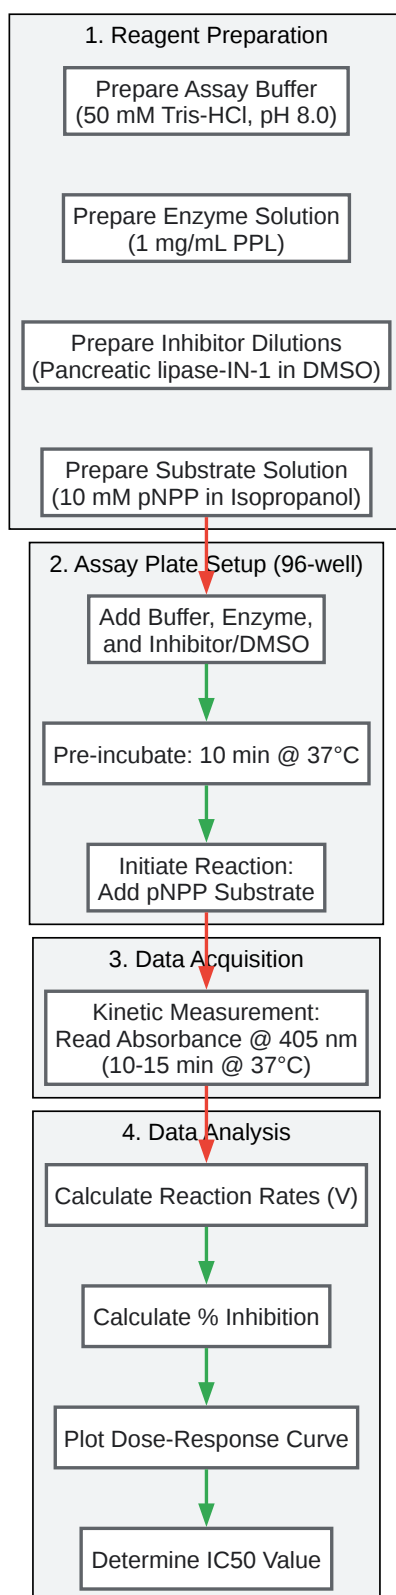 1. Reagent Preparation
Prepare Assay Buffer
(50 mM Tris-HCl, pH 8.0)
Prepare Enzyme Solution
(1 mg/mL PPL)
Prepare Inhibitor Dilutions
(Pancreatic lipase-IN-1 in DMSO)
Prepare Substrate Solution
(10 mM pNPP in Isopropanol)
2. Assay Plate Setup (96-well)
Add Buffer, Enzyme,
and Inhibitor/DMSO
Pre-incubate: 10 min @ 37°C
Initiate Reaction:
Add pNPP Substrate
3. Data Acquisition
Kinetic Measurement:
Read Absorbance @ 405 nm
(10-15 min @ 37°C)
4. Data Analysis
Calculate Reaction Rates (V)
Calculate % Inhibition
Plot Dose-Response Curve
Determine IC50 Value